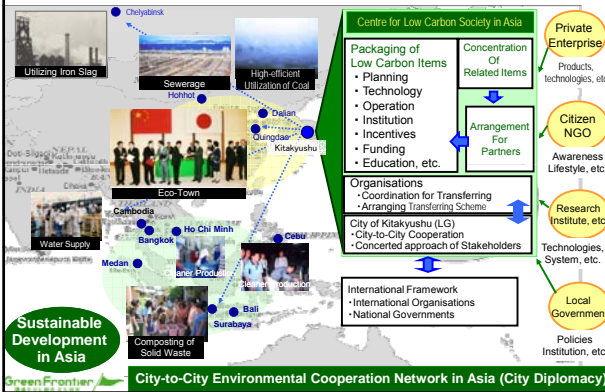 Chelyabinsk
Utilizing Iron Slag
Sewerage
High-efficient
Utilization of Coal
Hohhot
Dalian
Quingdao
Kitakyushu
Eco-Town
Water Supply
Cambodia
Bangkok
Ho Chi Minh
Cebu
Medan
Cleaner Production
Cleaner Production
Bali
Surabaya
Composting of
Solid Waste
Sustainable
Development
in Asia
Centre for Low Carbon Society in Asia
Packaging of
Low Carbon Items
• Planning
• Technology
• Operation
• Institution
• Incentives
• Funding
• Education, etc.
Concentration
Of
Related Items
Arrangement
For
Partners
Organisations
• Coordination for Transferring
• Arranging Transferring Scheme
City of Kitakyushu (LG)
• City-to-City Cooperation
• Concerted approach of Stakeholders
International Framework
• International Organisations
• National Governments
Private
Enterprise
Products,
technologies, etc
Citizen
NGO
Awareness
Lifestyle, etc
Research
Institute, etc
Technologies,
System, etc.
Local
Government
Policies
Institution, etc
GreenFrontier
City-to-City Environmental Cooperation Network in Asia (City Diplomacy)